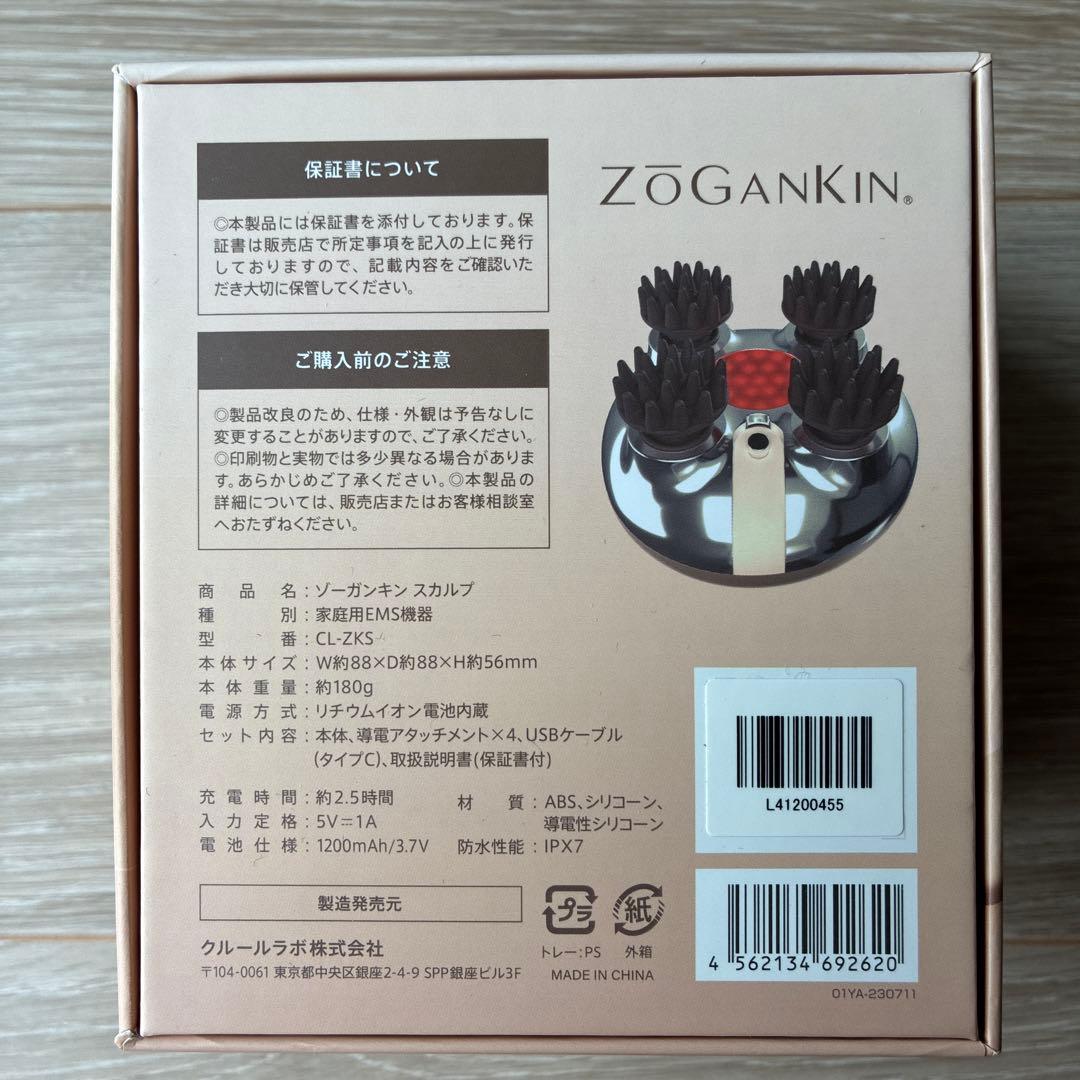 保証書について
◎本製品には保証書を添付しております。保
証書は販売店で所定事項を記入の上に発行
しておりますので、記載内容をご確認いた
だき大切に保管してください。
ご購入前のご注意
◎製品改良のため、仕様・外観は予告なしに
変更することがありますので、ご了承ください。
◎印刷物と実物では多少異なる場合がありま
す。あらかじめご了承ください。◎本製品の
詳細については、販売店またはお客様相談室
へおたずねください。
ZŌGANKIN®
商品名：ゾーガンキン スカルプ
種別：家庭用EMS機器
型番：CL-ZKS
本体サイズ：W約88×D約88×H約56mm
本体重量：約180g
電源方式：リチウムイオン電池内蔵
セット内容：本体、導電アタッチメント×4、USBケーブル
(タイプC)、取扱説明書(保証書付)
充電時間：約2.5時間
入力定格：5V⎓1A
電池仕様：1200mAh/3.7V
材質：ABS、シリコーン、
導電性シリコーン
防水性能：IPX7
製造発売元
クルールラボ株式会社
〒104-0061 東京都中央区銀座2-4-9 SPP銀座ビル3F
プラ
トレー：PS
紙
外箱
MADE IN CHINA
L41200455
4 562134 692620
01YA-230711